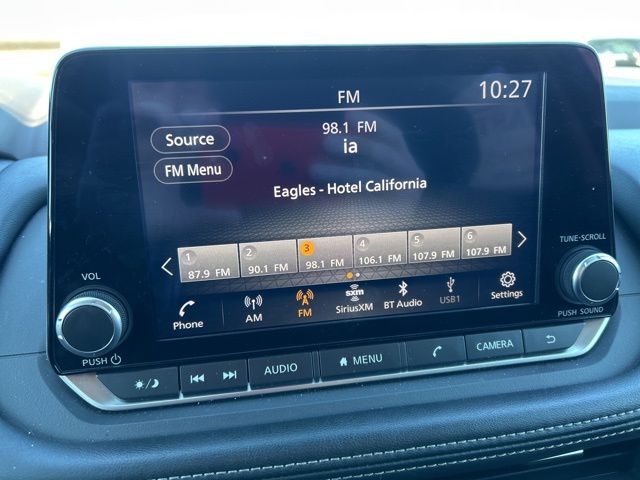 FM
10:27
Source
98.1 FM
ia
FM Menu
Eagles - Hotel California
1 2 3 4 5 6
87.9 FM 90.1 FM 98.1 FM 106.1 FM 107.9 FM 107.9 FM
Phone AM A FM sxm SiriusXM BT Audio USB1 Settings
VOL
PUSH
TUNE·SCROLL
PUSH SOUND
AUDIO MENU CAMERA